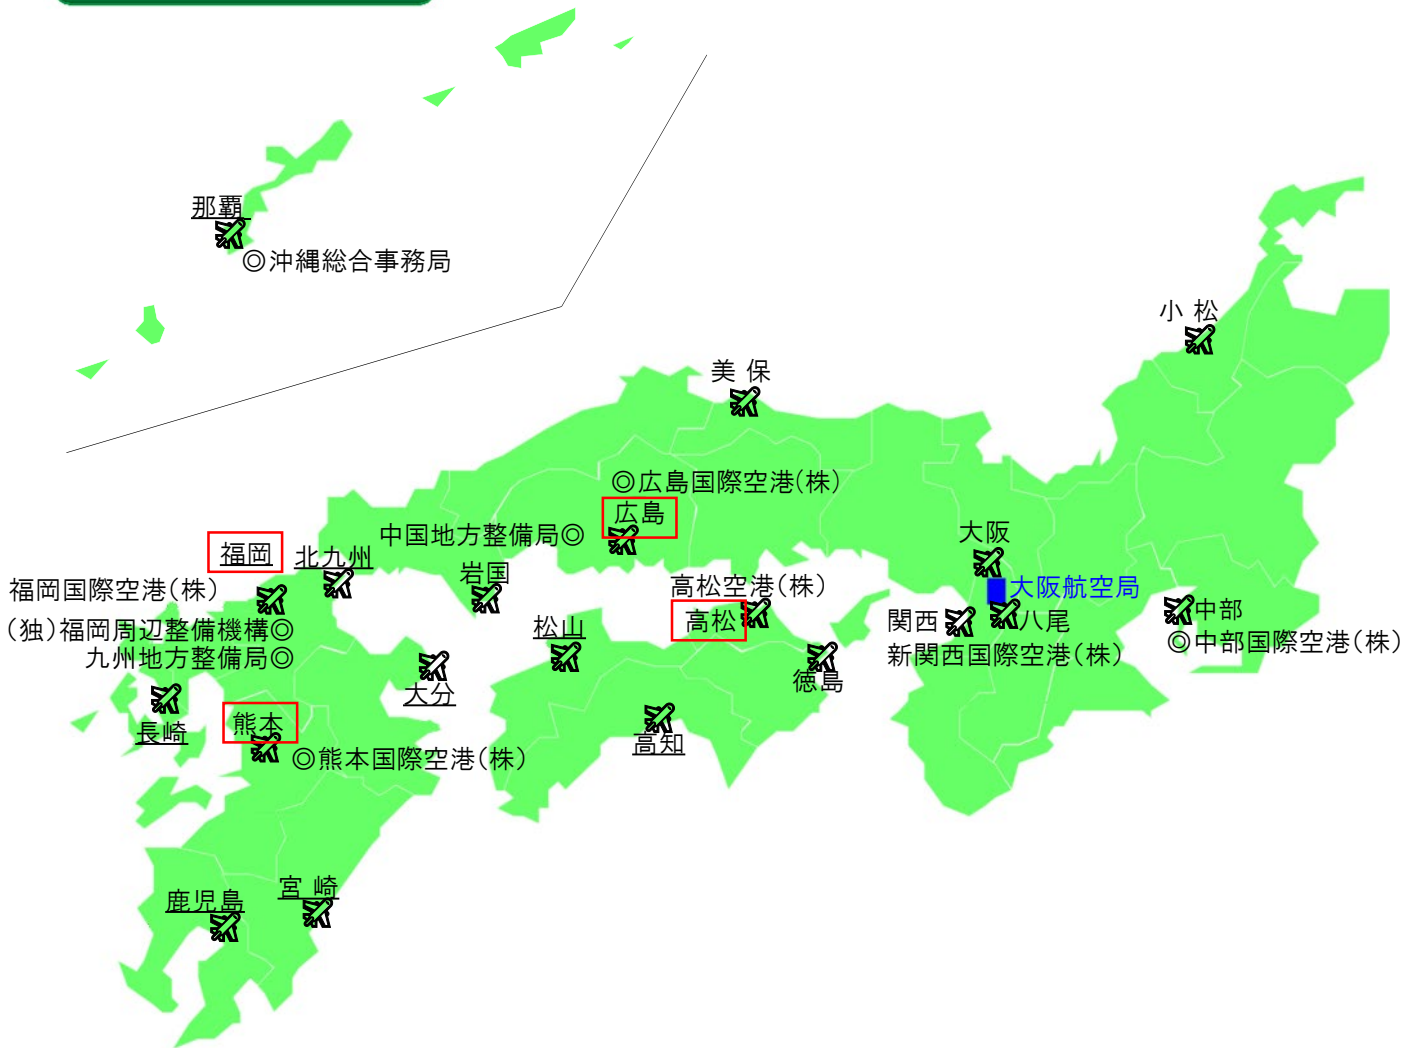 那覇
◎沖縄総合事務局
小 松
美 保
◎広島国際空港(株)
広島
中国地方整備局◎
大阪
福岡
北九州
岩国
高松空港(株)
大阪航空局
福岡国際空港(株)
高松
関西
八尾
中部
(独)福岡周辺整備機構◎
松山
◎中部国際空港(株)
九州地方整備局◎
新関西国際空港(株)
大分
徳島
長崎
熊本
高知
◎熊本国際空港(株)
宮 崎
鹿児島